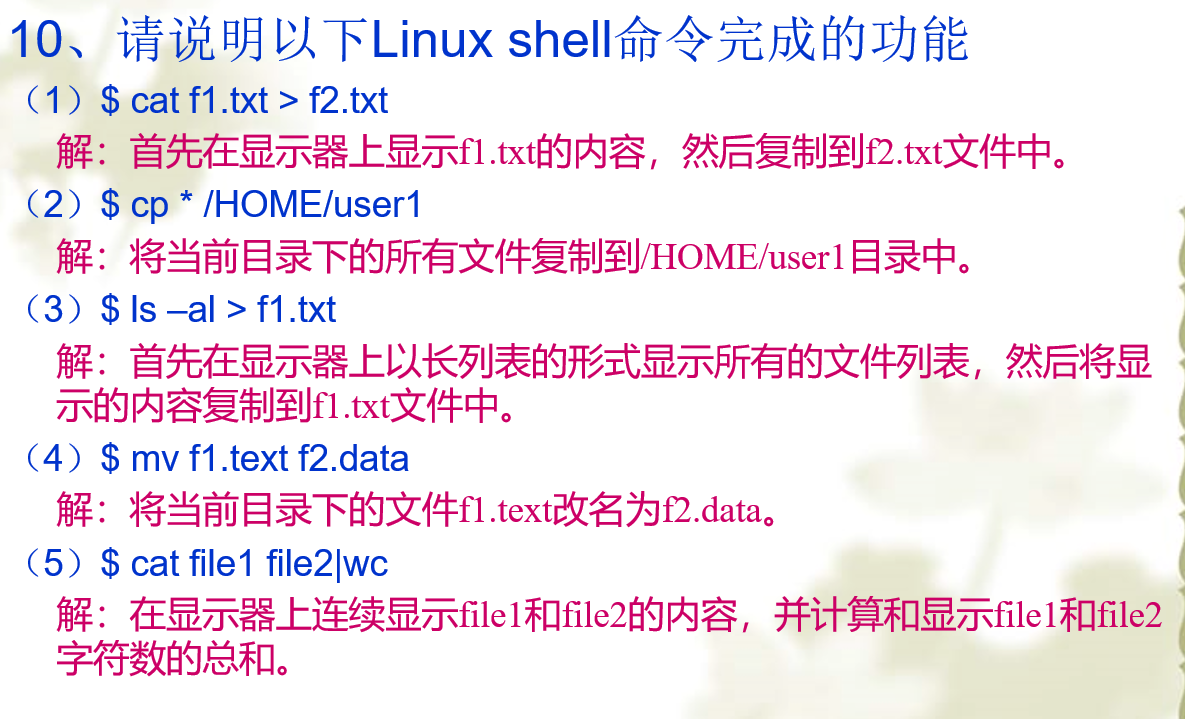 10、请说明以下Linux shell命令完成的功能
（1）$ cat f1.txt > f2.txt
解：首先在显示器上显示f1.txt的内容，然后复制到f2.txt文件中。
（2）$ cp * /HOME/user1
解：将当前目录下的所有文件复制到/HOME/user1目录中。
（3）$ ls –al > f1.txt
解：首先在显示器上以长列表的形式显示所有的文件列表，然后将显
示的内容复制到f1.txt文件中。
（4）$ mv f1.text f2.data
解：将当前目录下的文件f1.text改名为f2.data。
（5）$ cat file1 file2|wc
解：在显示器上连续显示file1和file2的内容，并计算和显示file1和file2
字符数的总和。